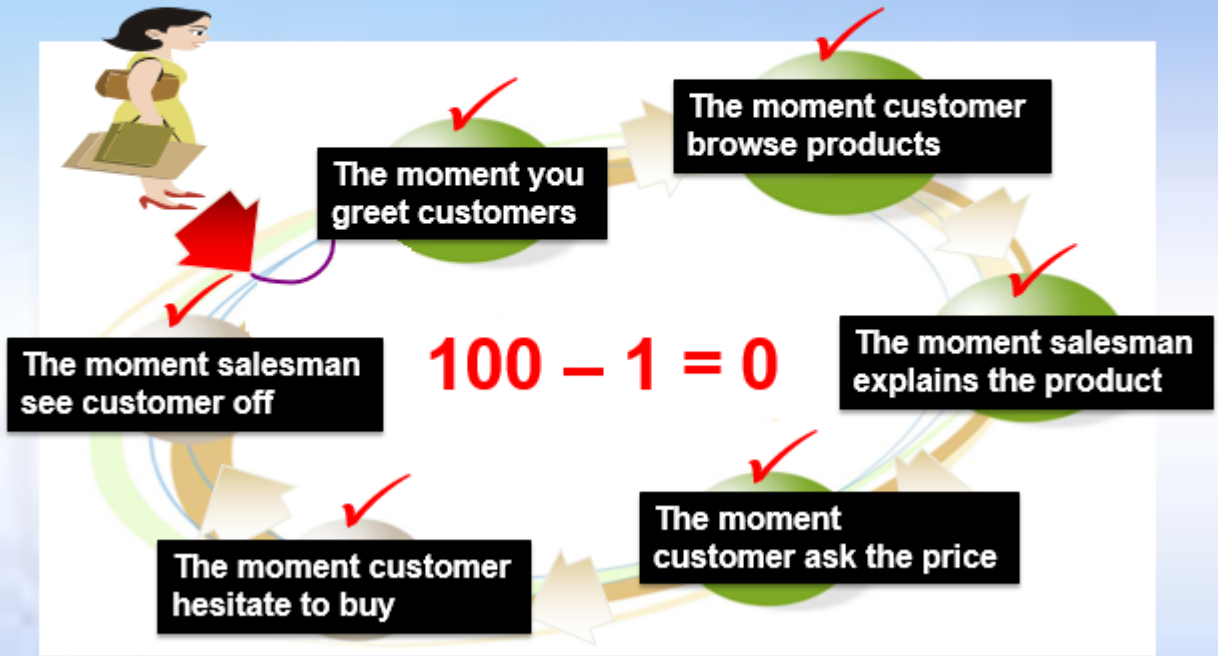 The moment you
greet customers
The moment customer
browse products
The moment salesman
explains the product
The moment
customer ask the price
The moment customer
hesitate to buy
The moment salesman
see customer off
100 – 1 = 0